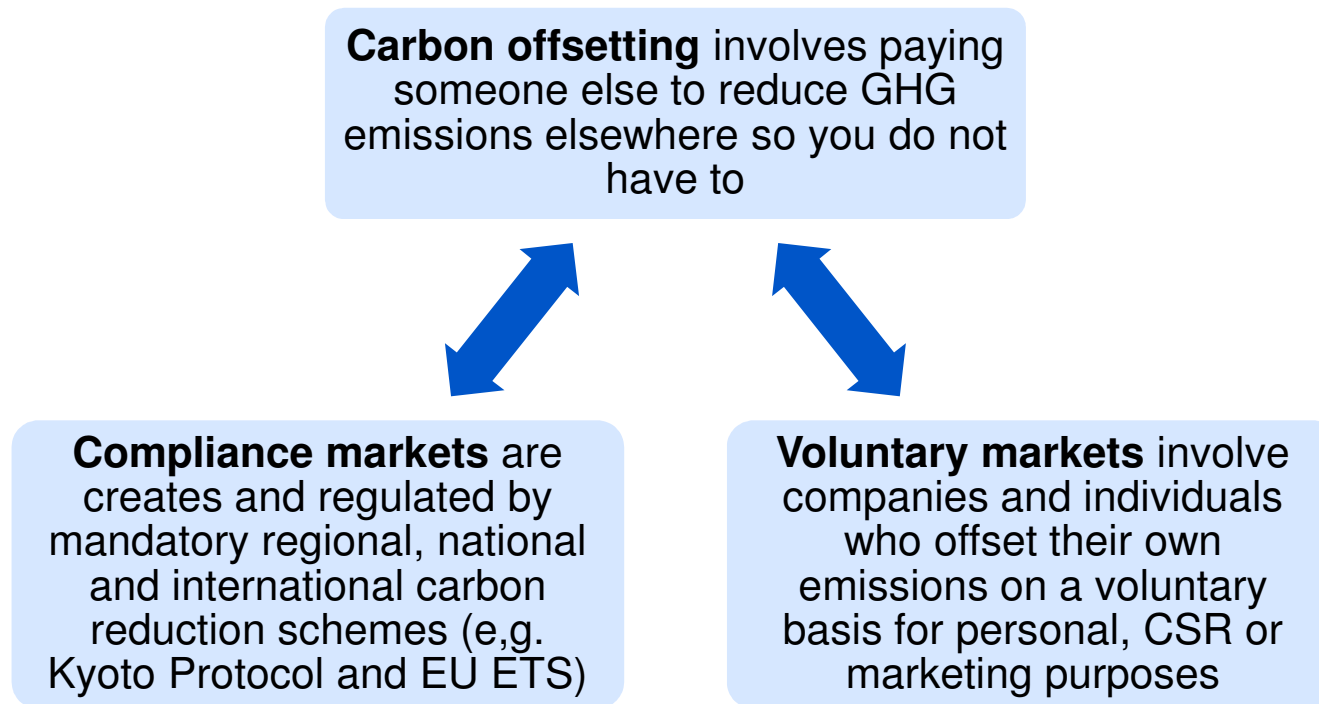 Carbon offsetting involves paying
someone else to reduce GHG
emissions elsewhere so you do not
have to
Compliance markets are
creates and regulated by
mandatory regional, national
and international carbon
reduction schemes (e,g.
Kyoto Protocol and EU ETS)
Voluntary markets involve
companies and individuals
who offset their own
emissions on a voluntary
basis for personal, CSR or
marketing purposes